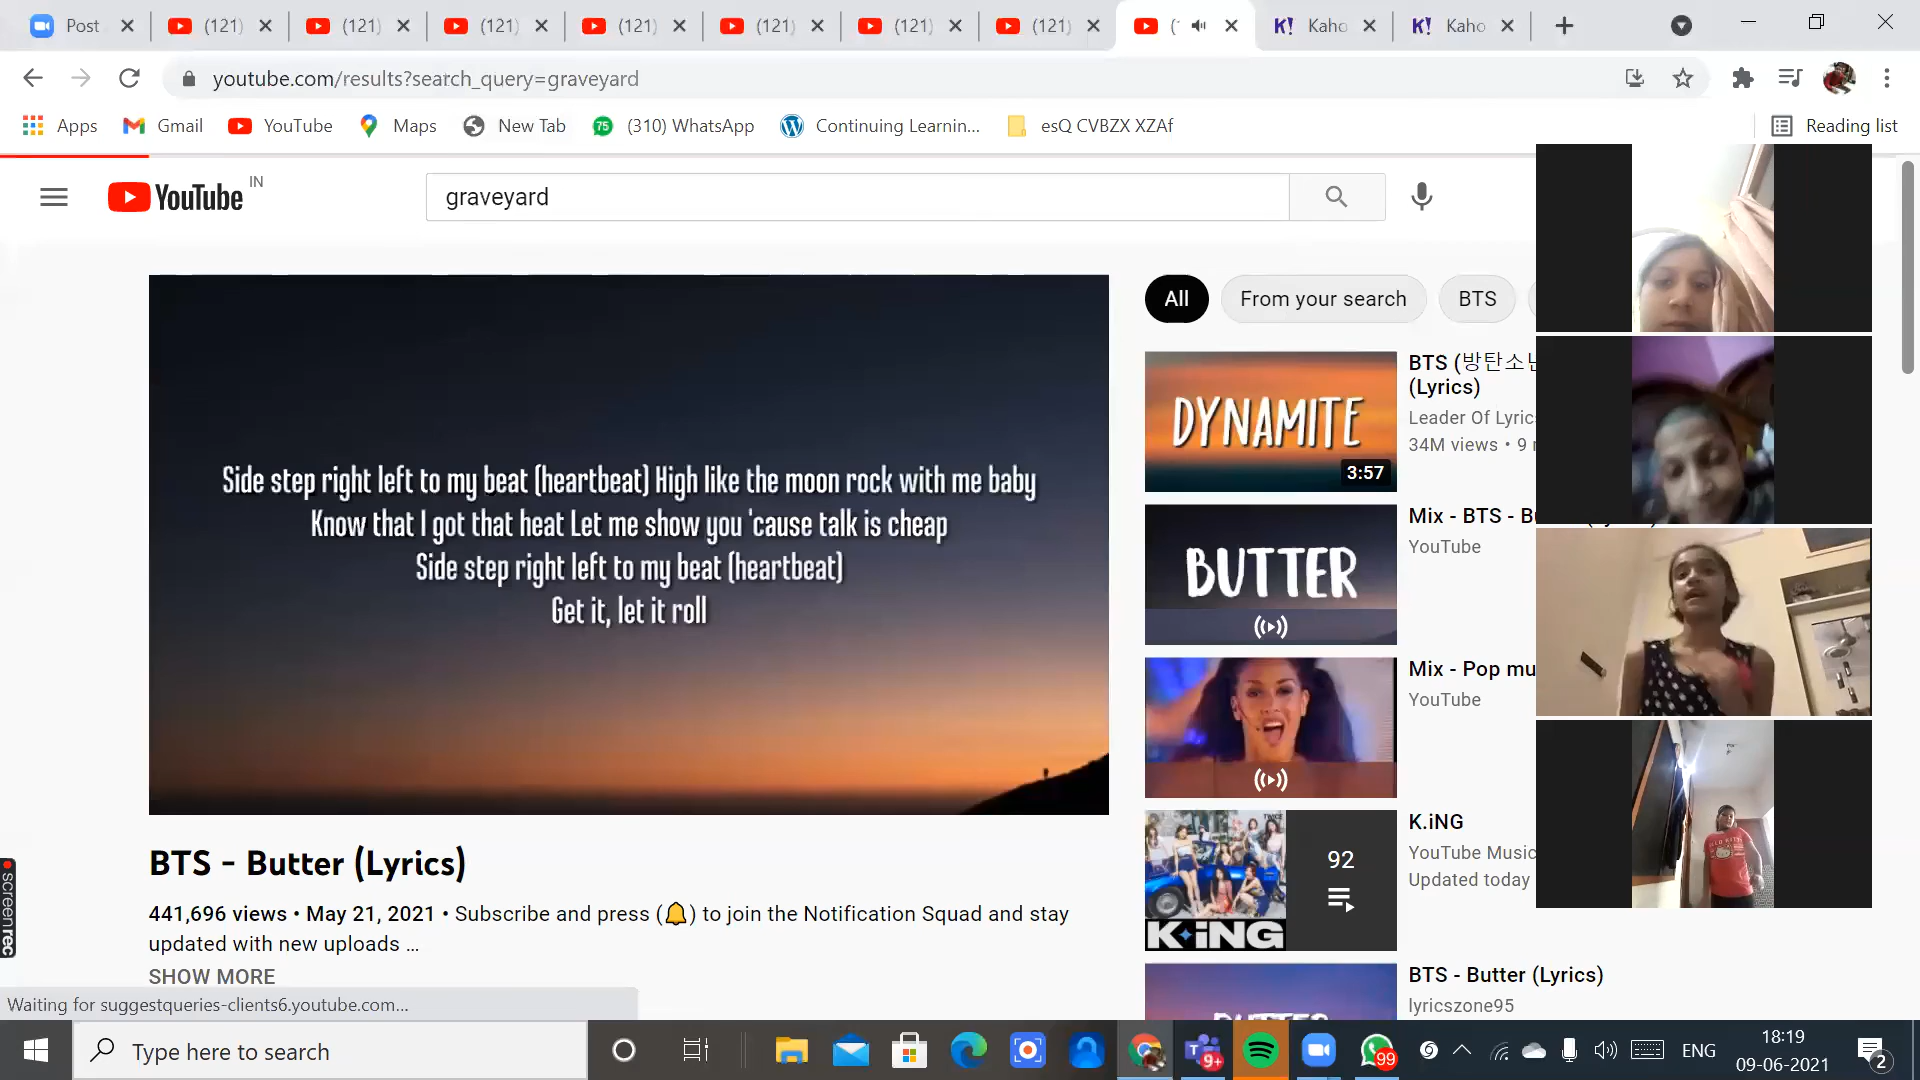 Post
(121)
(121)
(121)
(121)
(121)
(121)
(121)
Kaho
Kaho
youtube.com/results?search_query=graveyard
Apps
Gmail
YouTube
Maps
New Tab
75
(310) WhatsApp
Continuing Learnin...
esQ CVBZX XZAf
Reading list
YouTube IN
graveyard
All
From your search
BTS
Side step right left to my beat (heartbeat) High like the moon rock with me baby
Know that I got that heat Let me show you 'cause talk is cheap
Side step right left to my beat (heartbeat)
Get it, let it roll
DYNAMITE
3:57
BTS (방탄소년
(Lyrics)
Leader Of Lyric
34M views • 9
BUTTER
Mix - BTS - B
YouTube
Mix - Pop mu
YouTube
TWICE
K.iNG
92
K.iNG
YouTube Music
Updated today
BTS - Butter (Lyrics)
lyricszone95
BUTTER
BTS - Butter (Lyrics)
441,696 views • May 21, 2021 • Subscribe and press (🔔) to join the Notification Squad and stay
updated with new uploads ...
SHOW MORE
screenrec
HELLO KITTY
Waiting for suggestqueries-clients6.youtube.com...
Type here to search
9+
99
ENG
18:19
09-06-2021
2